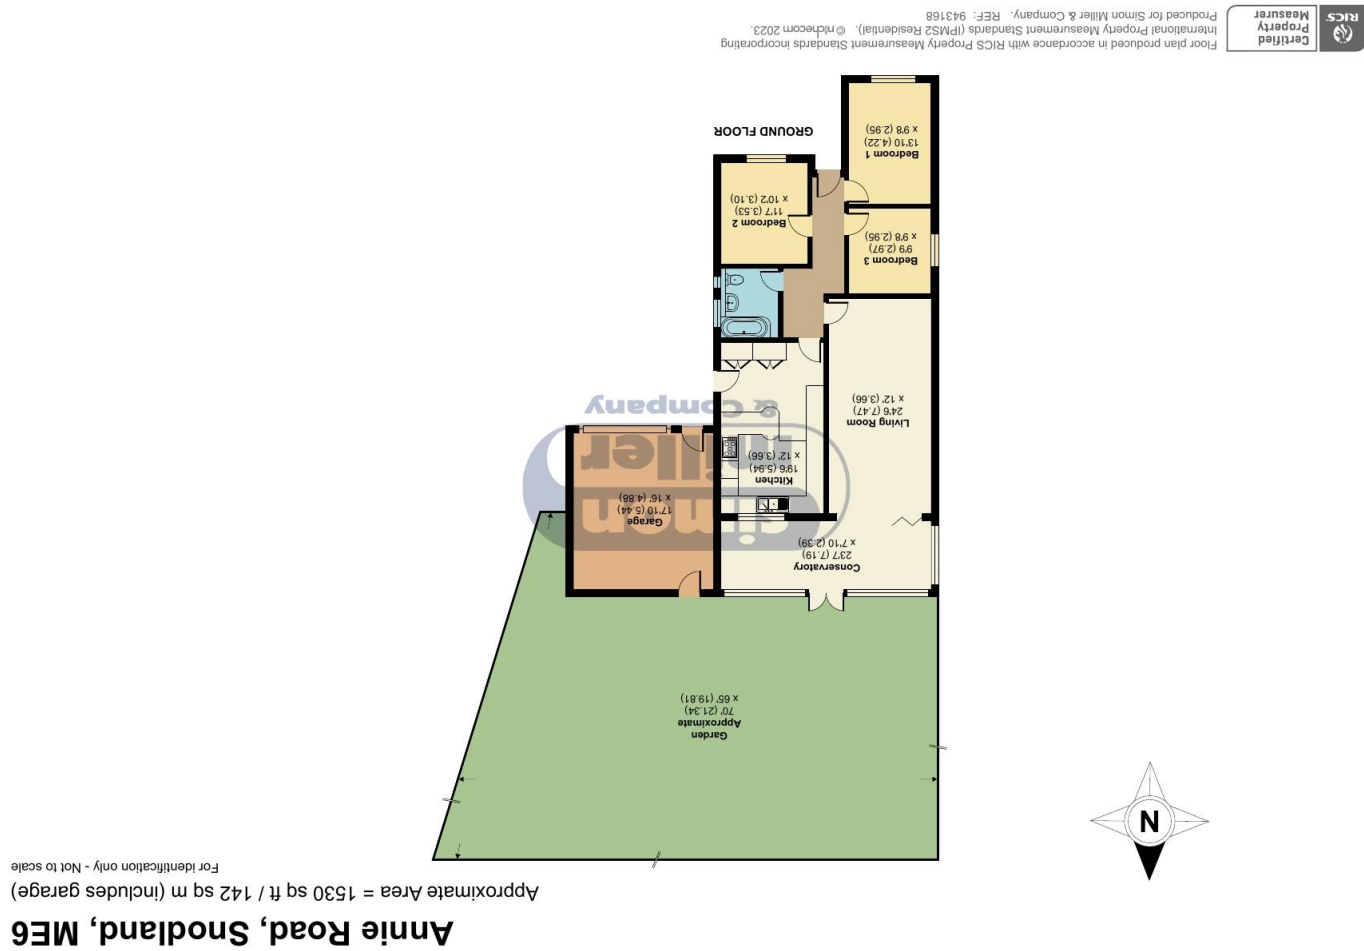 Annie Road, Snodland, ME6
Approximate Area = 1530 sq ft / 142 sq m (includes garage)
For identification only - Not to scale
N
Garden
Approximate
70' (21.34)
x 65' (19.81)
Conservatory
23'7 (7.19)
x 7'10 (2.39)
Kitchen
19'6 (5.94)
x 12' (3.66)
Garage
17'10 (5.44)
x 16' (4.88)
Living Room
24'6 (7.47)
x 12' (3.66)
simon
miller
& Company
Bedroom 3
9'9 (2.97)
x 9'8 (2.95)
Bedroom 2
11'7 (3.53)
x 10'2 (3.10)
Bedroom 1
13'10 (4.22)
x 9'8 (2.95)
GROUND FLOOR
RICS
Certified
Property
Measurer
Floor plan produced in accordance with RICS Property Measurement Standards incorporating
International Property Measurement Standards (IPMS2 Residential). © nichecom 2023.
Produced for Simon Miller & Company. REF: 943168